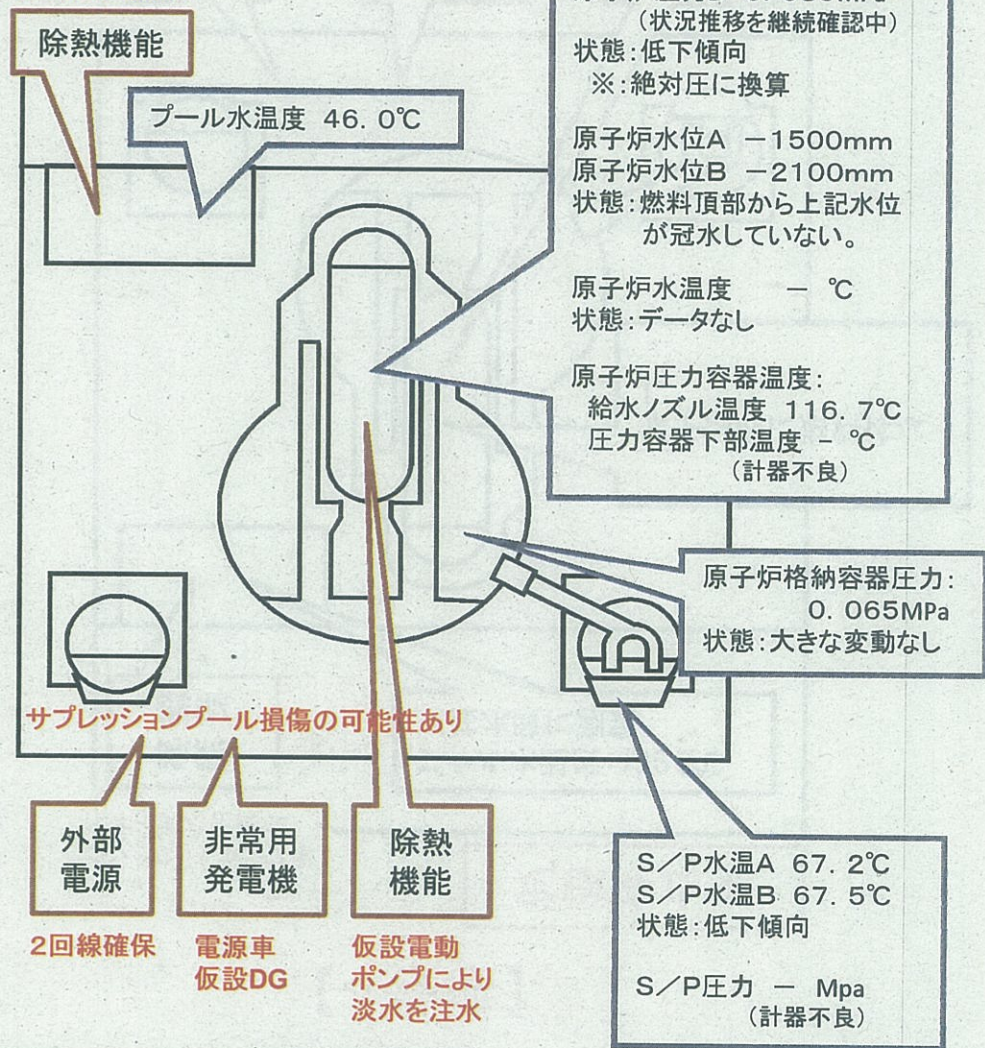 (状況推移を継続確認中)
状態:低下傾向
※:絶対圧に換算
原子炉水位A －1500mm
原子炉水位B －2100mm
状態:燃料頂部から上記水位
が冠水していない。
原子炉水温度 － ℃
状態:データなし
原子炉圧力容器温度:
給水ノズル温度 116．7℃
圧力容器下部温度 － ℃
(計器不良)
除熱機能
プール水温度 46．0℃
原子炉格納容器圧力:
0．065MPa
状態:大きな変動なし
サプレッションプール損傷の可能性あり
外部
電源
2回線確保
非常用
発電機
電源車
仮設DG
除熱
機能
仮設電動
ポンプにより
淡水を注水
S／P水温A 67．2℃
S／P水温B 67．5℃
状態:低下傾向
S／P圧力 － Mpa
(計器不良)